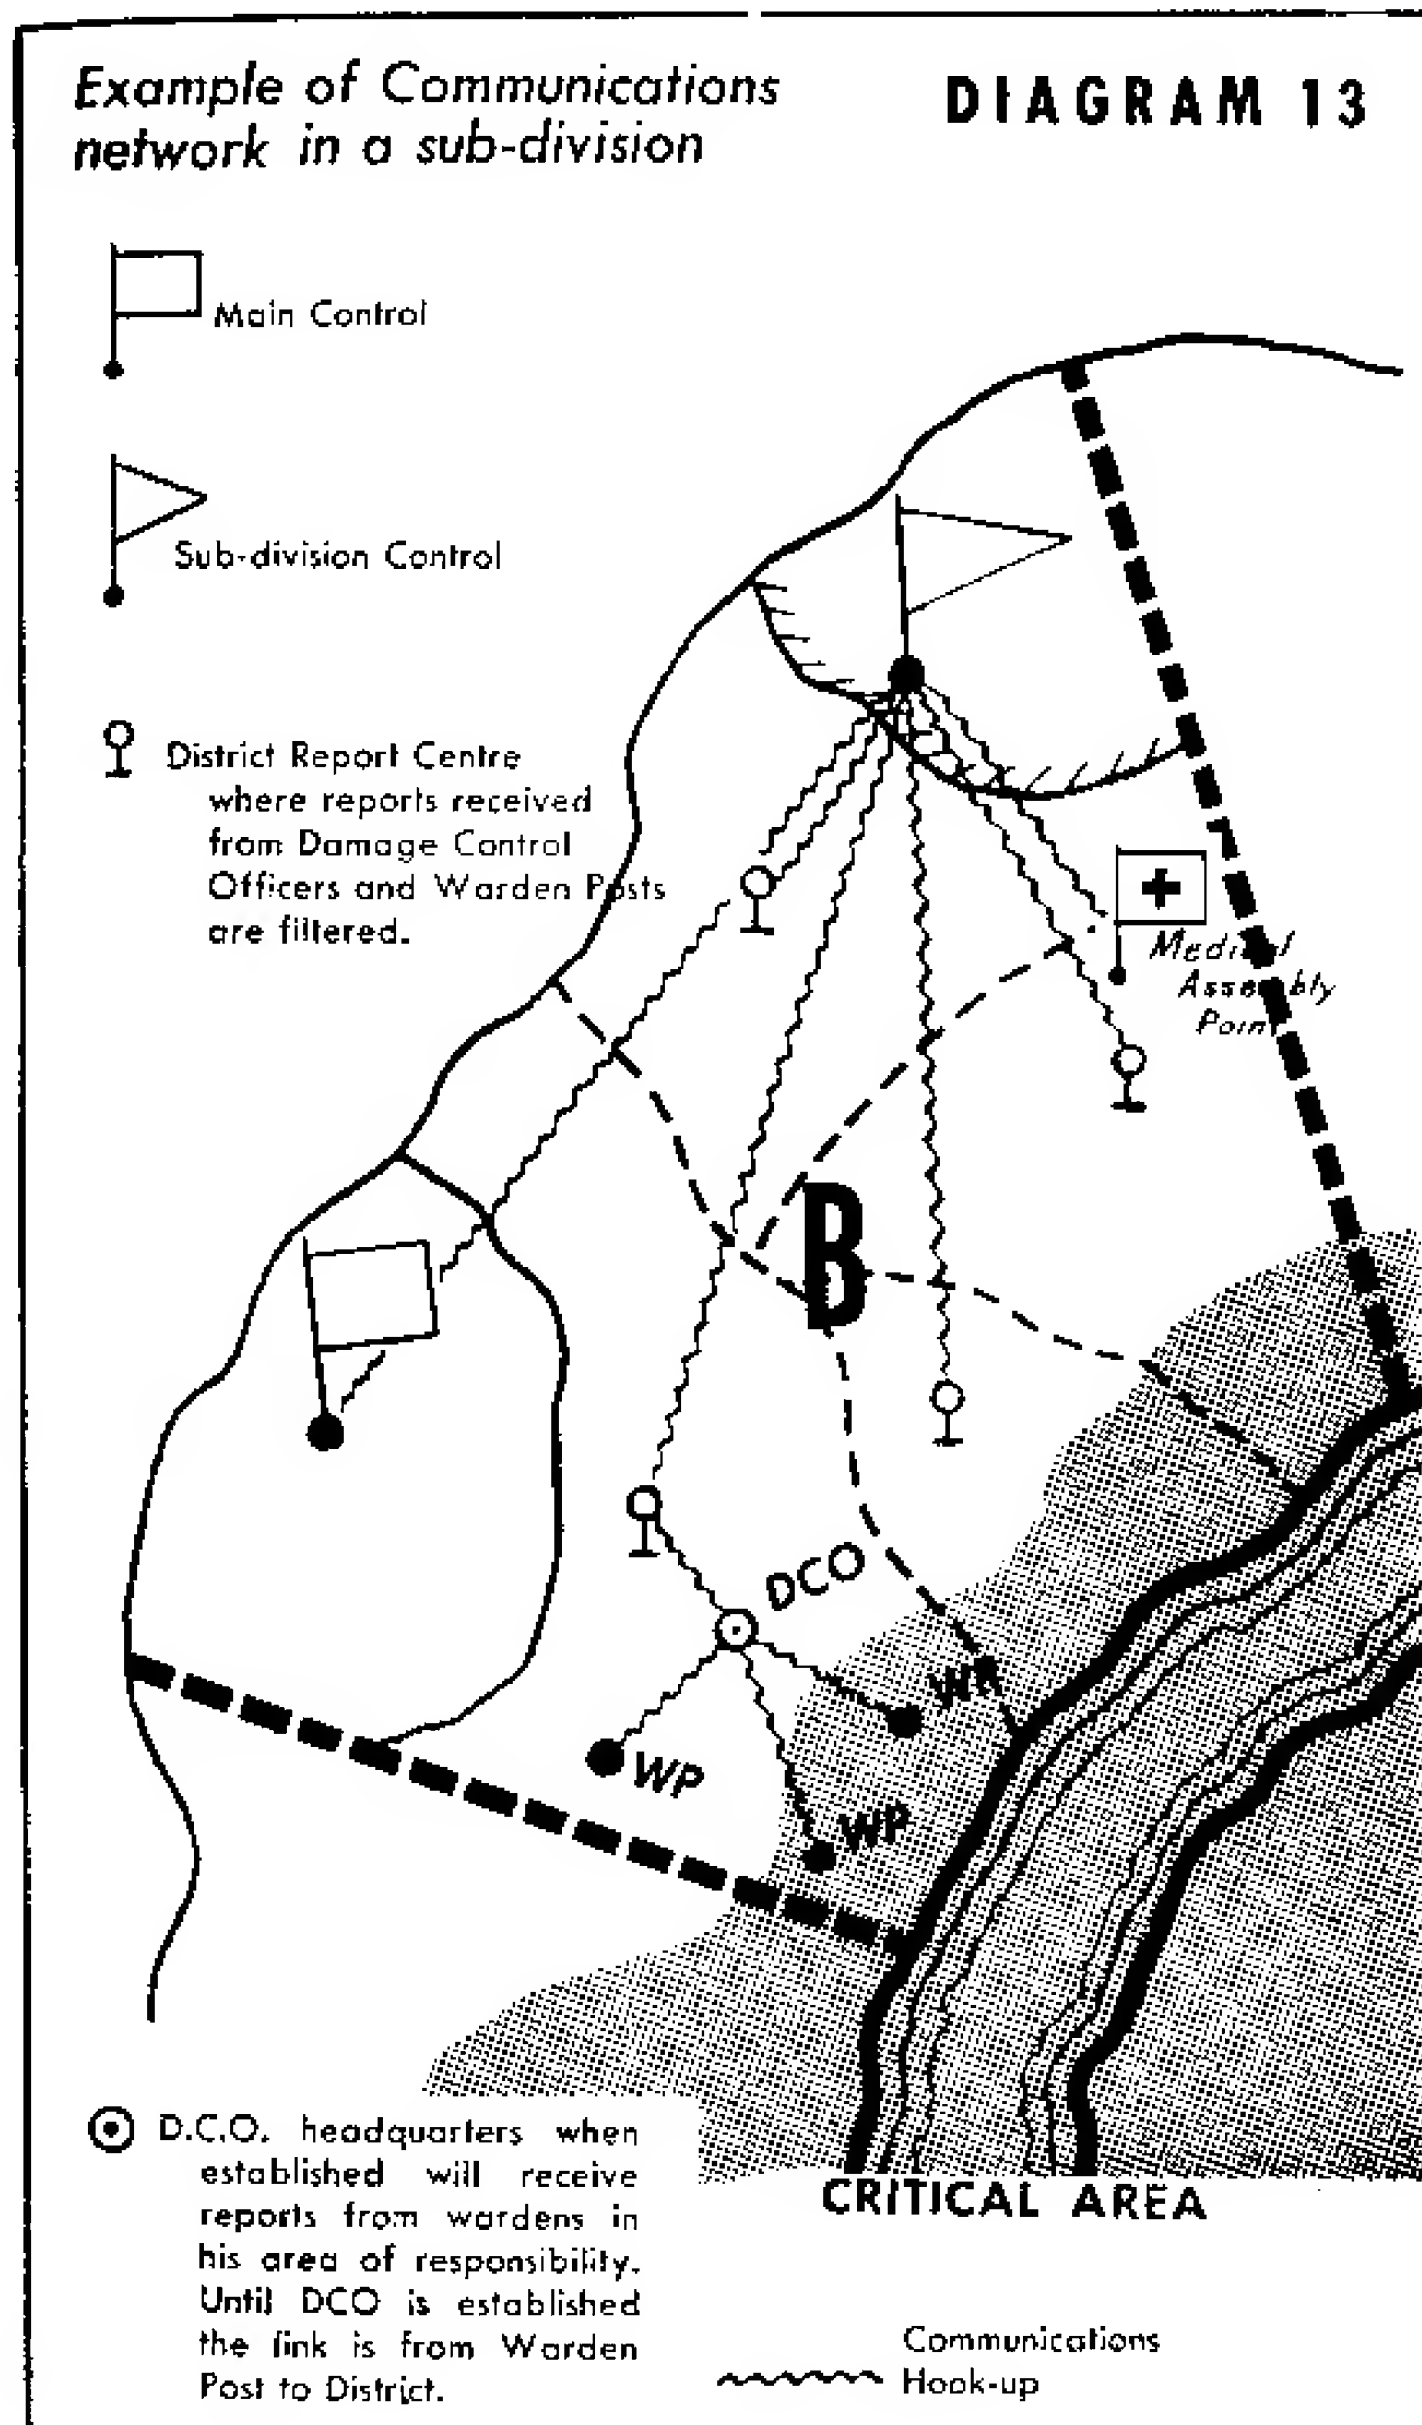 Example of Communications
network in a sub-division
DIAGRAM 13
Main Control
Sub-division Control
District Report Centre
where reports received
from Damage Control
Officers and Warden Posts
are filtered.
Medical
Assembly
Point
B
DCO
WP
WP
WP
D.C.O. headquarters when
established will receive
reports from wardens in
his area of responsibility.
Until DCO is established
the link is from Warden
Post to District.
CRITICAL AREA
Communications
Hook-up